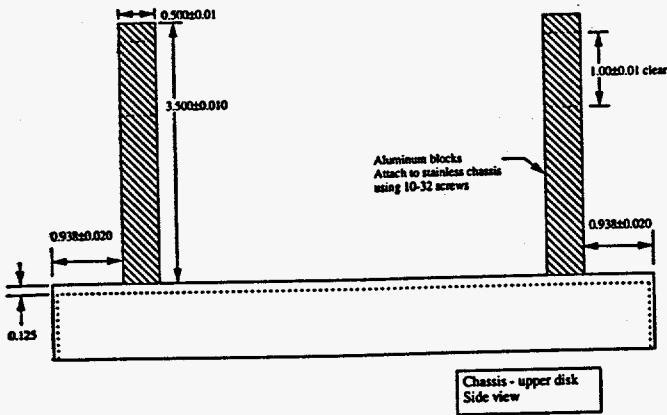 0.500±0.01
1.00±0.01 clear
3.500±0.010
Aluminum blocks
Attach to stainless chassis
using 10-32 screws
0.938±0.020
0.938±0.020
0.125
Chassis - upper disk
Side view